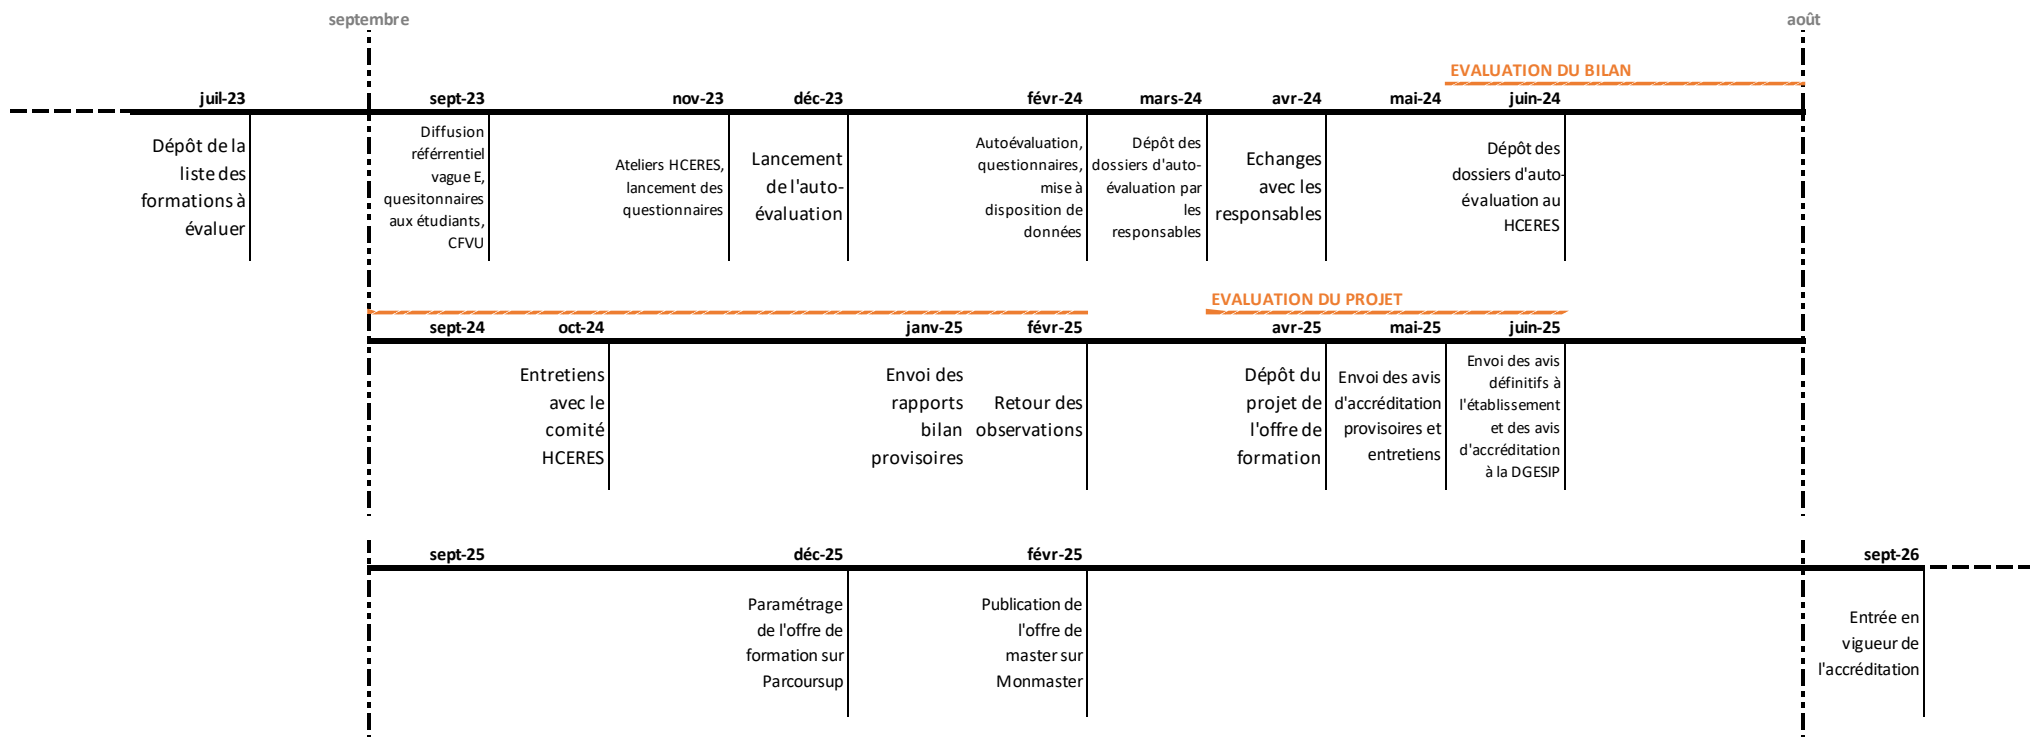 septembre
août
EVALUATION DU BILAN
juil-23
sept-23
nov-23
déc-23
févr-24
mars-24
avr-24
mai-24
juin-24
Dépôt de la
liste des
formations à
évaluer
Diffusion
référrentiel
vague E,
quesitonnaires
aux étudiants,
CFVU
Ateliers HCERES,
lancement des
questionnaires
Lancement
de l'auto-
évaluation
Autoévaluation,
questionnaires,
mise à
disposition de
données
Dépôt des
dossiers d'auto-
évaluation par
les
responsables
Echanges
avec les
responsables
Dépôt des
dossiers d'auto-
évaluation au
HCERES
EVALUATION DU PROJET
sept-24
oct-24
janv-25
févr-25
avr-25
mai-25
juin-25
Entretiens
avec le
comité
HCERES
Envoi des
rapports
bilan
provisoires
Retour des
observations
Dépôt du
projet de
l'offre de
formation
Envoi des avis
d'accréditation
provisoires et
entretiens
Envoi des avis
définitifs à
l'établissement
et des avis
d'accréditation
à la DGESIP
sept-25
déc-25
févr-25
sept-26
Paramétrage
de l'offre de
formation sur
Parcoursup
Publication de
l'offre de
master sur
Monmaster
Entrée en
vigueur de
l'accréditation